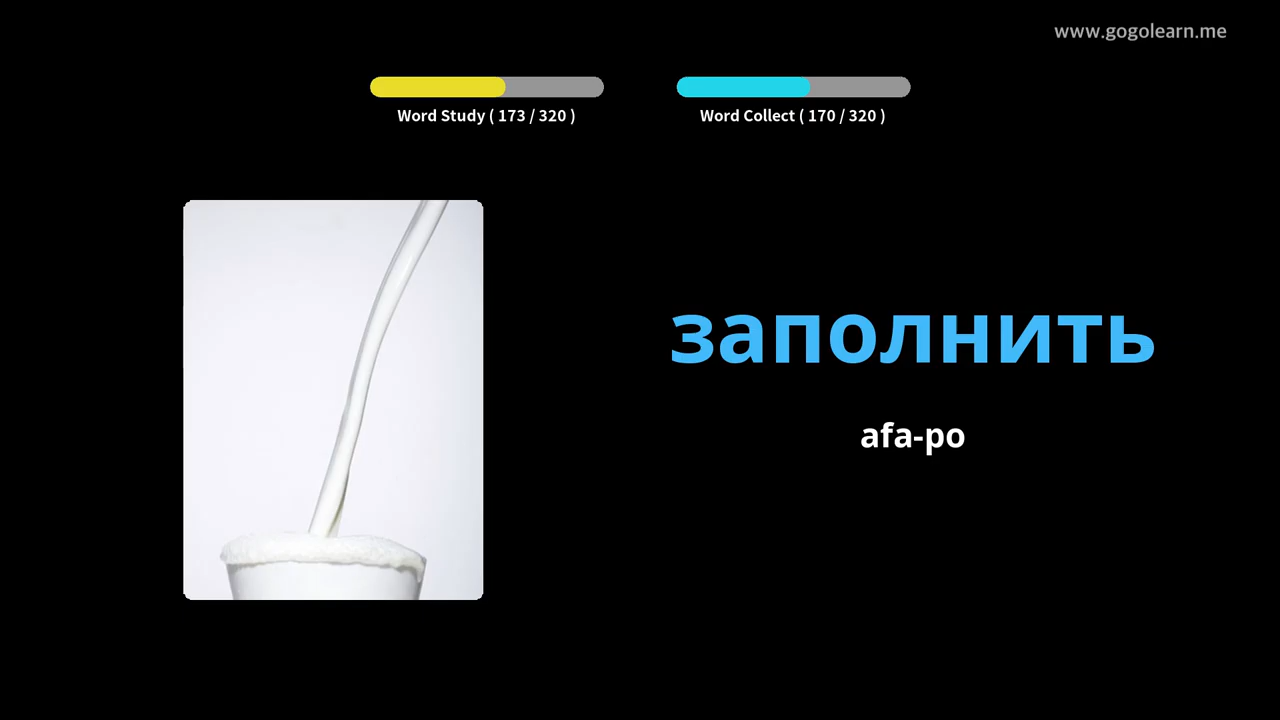 www.gogolearn.me
Word Study ( 173 / 320 )
Word Collect ( 170 / 320 )
заполнить
afa-po